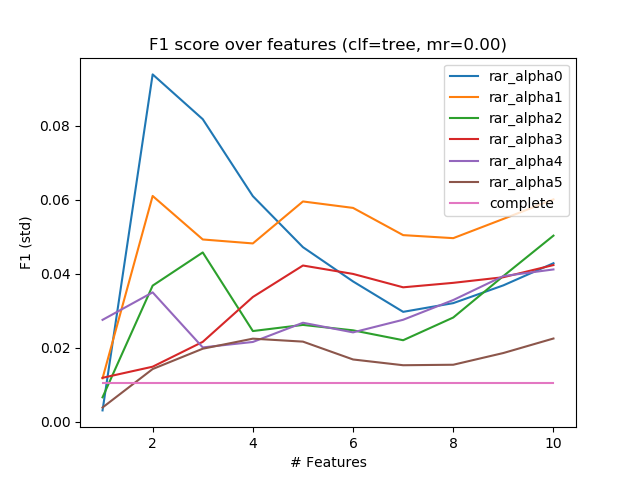 F1 score over features (clf=tree, mr=0.00)
rar_alpha0
rar_alpha1
rar_alpha2
rar_alpha3
rar_alpha4
rar_alpha5
complete
F1 (std)
0.08
0.06
0.04
0.02
0.00
2 4 6 8 10
# Features